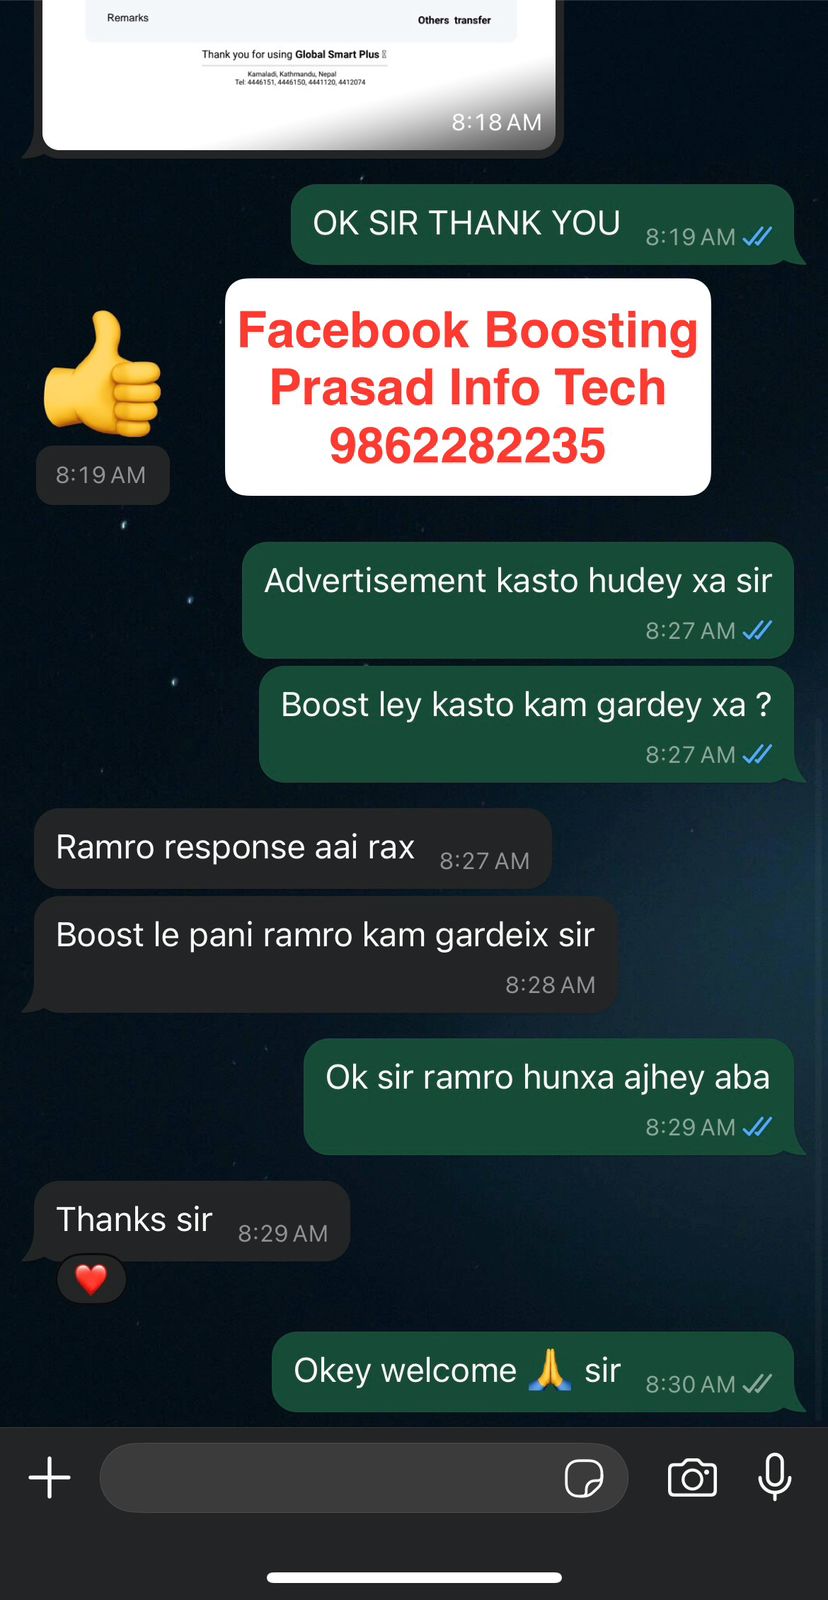 Remarks Others transfer
Thank you for using Global Smart Plus
Kamaladi, Kathmandu, Nepal
Tel: 4446151, 4446150, 4441120, 4412074
8:18 AM
OK SIR THANK YOU 8:19 AM
Facebook Boosting
Prasad Info Tech
9862282235
8:19 AM
Advertisement kasto hudey xa sir
8:27 AM
Boost ley kasto kam gardey xa ?
8:27 AM
Ramro response aai rax 8:27 AM
Boost le pani ramro kam gardeix sir
8:28 AM
Ok sir ramro hunxa ajhey aba
8:29 AM
Thanks sir 8:29 AM
❤️
Okey welcome 🙏 sir 8:30 AM